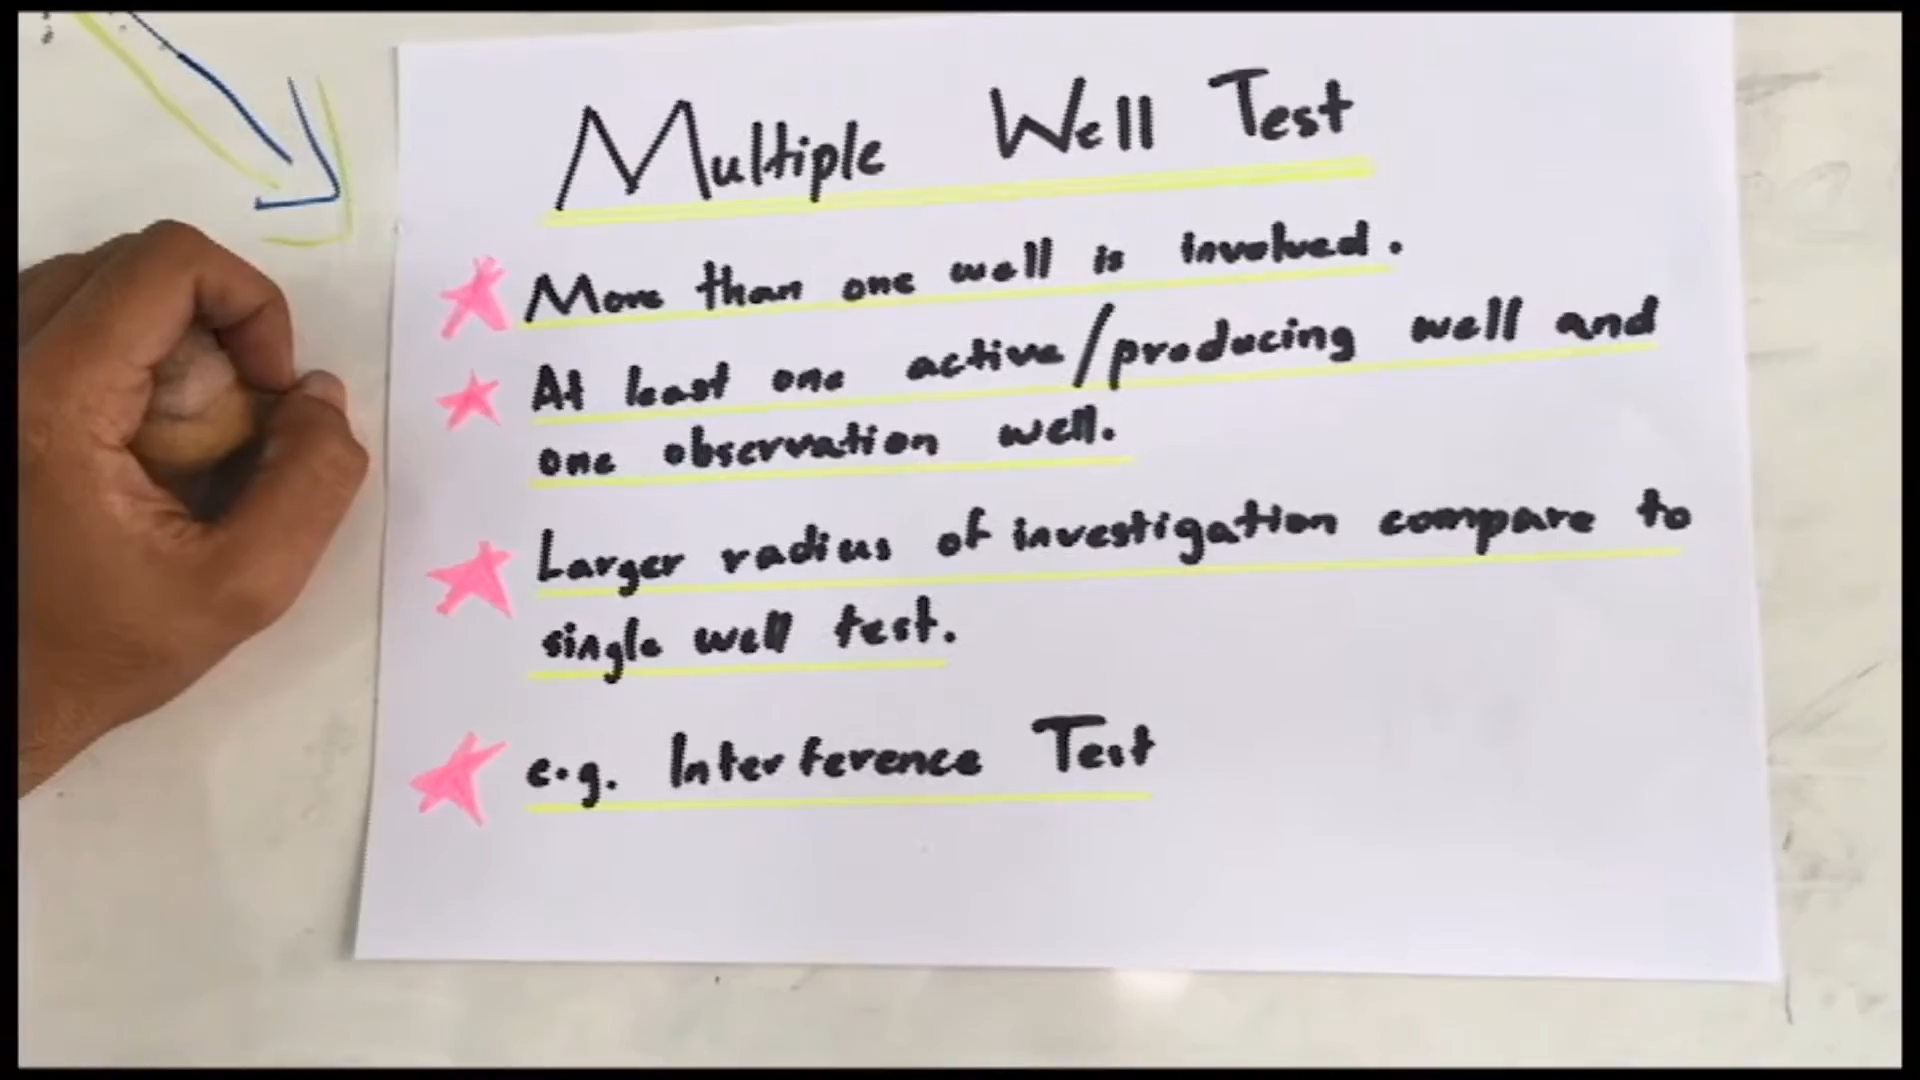 Multiple Well Test
More than one well is involved.
At least one active/producing well and
one observation well.
Larger radius of investigation compare to
single well test.
e.g. Interference Test